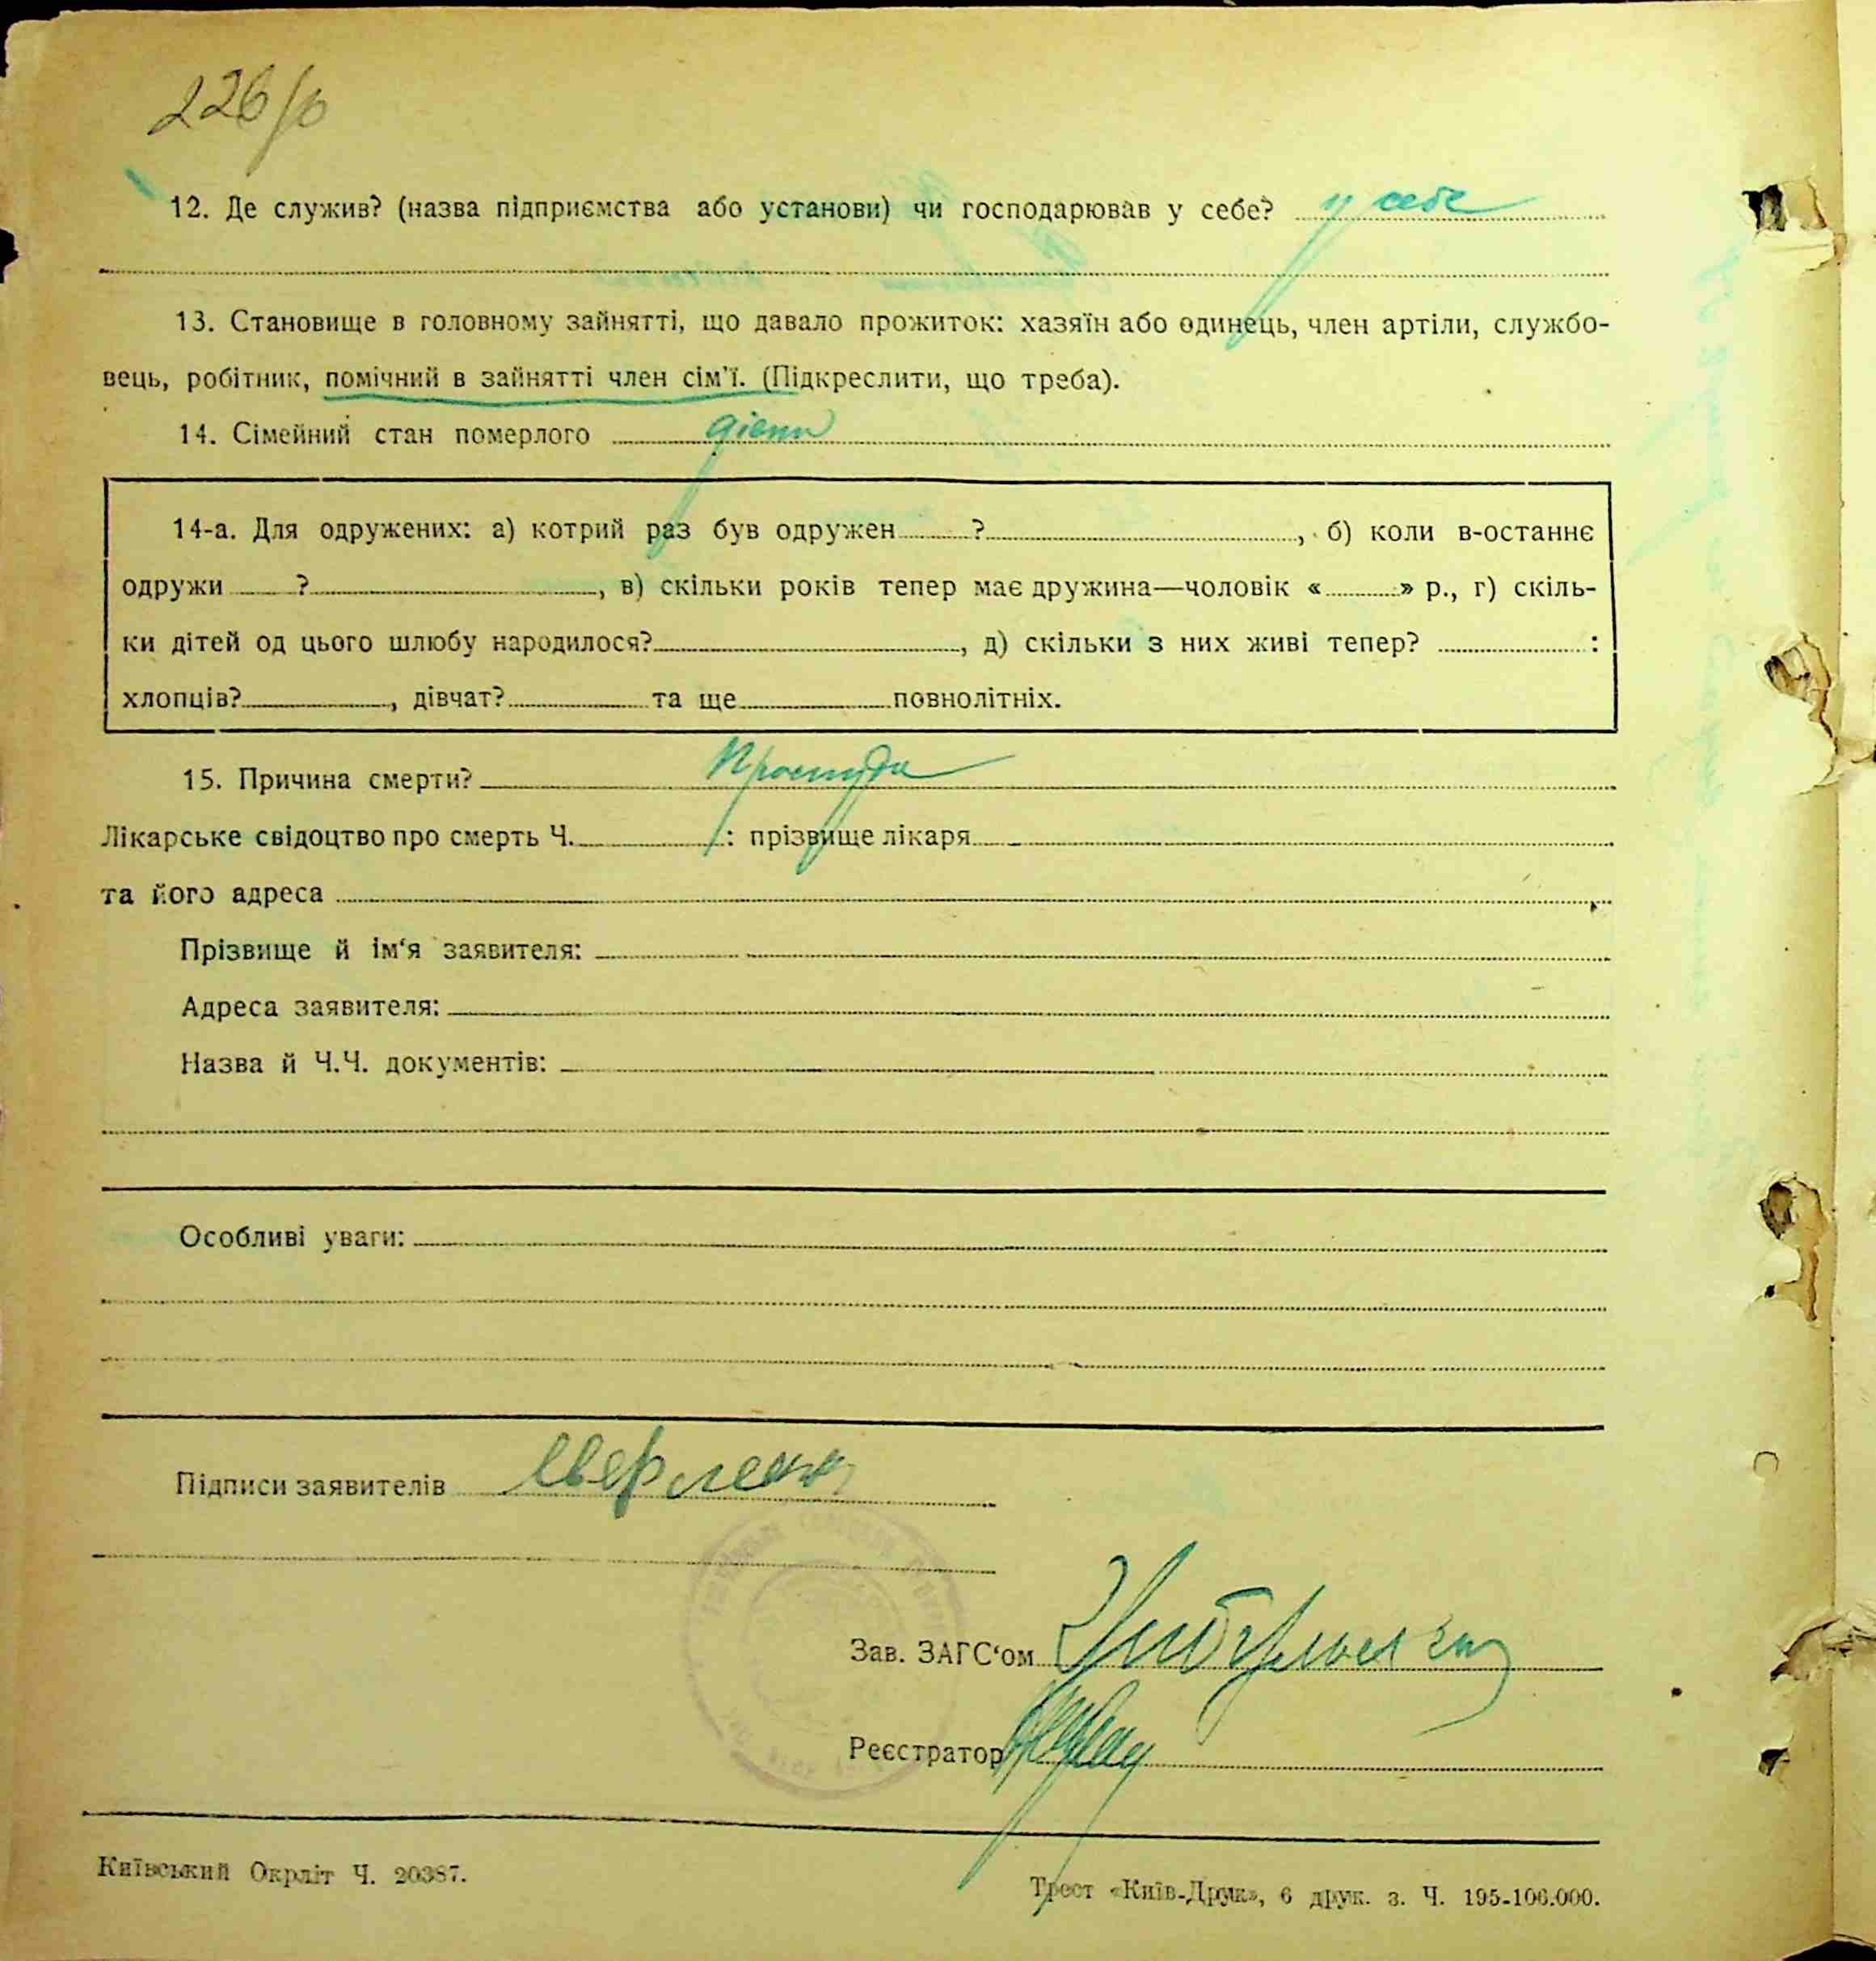 226/
12. Де служив? (назва підприємства або установи) чи господарював у себе? у себе
13. Становище в головному зайнятті, що давало прожиток: хазяїн або одинець, член артіли, службо-
вець, робітник, помічний в зайнятті член сім'ї. (Підкреслити, що треба).
14. Сімейний стан померлого
14-а. Для одружених: а) котрий раз був одружен ?, б) коли в-останнє
одружи ?, в) скільки років тепер має дружина—чоловік « » р., г) скіль-
ки дітей од цього шлюбу народилося?, д) скільки з них живі тепер? :
хлопців?, дівчат? та ще повнолітніх.
15. Причина смерти? Простуда
Лікарське свідоцтво про смерть Ч. : прізвище лікаря
та його адреса
Прізвище й ім'я заявителя:
Адреса заявителя:
Назва й Ч.Ч. документів:
Особливі уваги:
Підписи заявителів
Зав. ЗАГС'ом
Реєстратор
Київський Окрліт Ч. 20387.
Трест «Київ-Друк», 6 друк. з. Ч. 195-106.000.